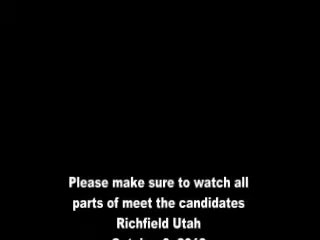 Please make sure to watch all
parts of meet the candidates
Richfield Utah